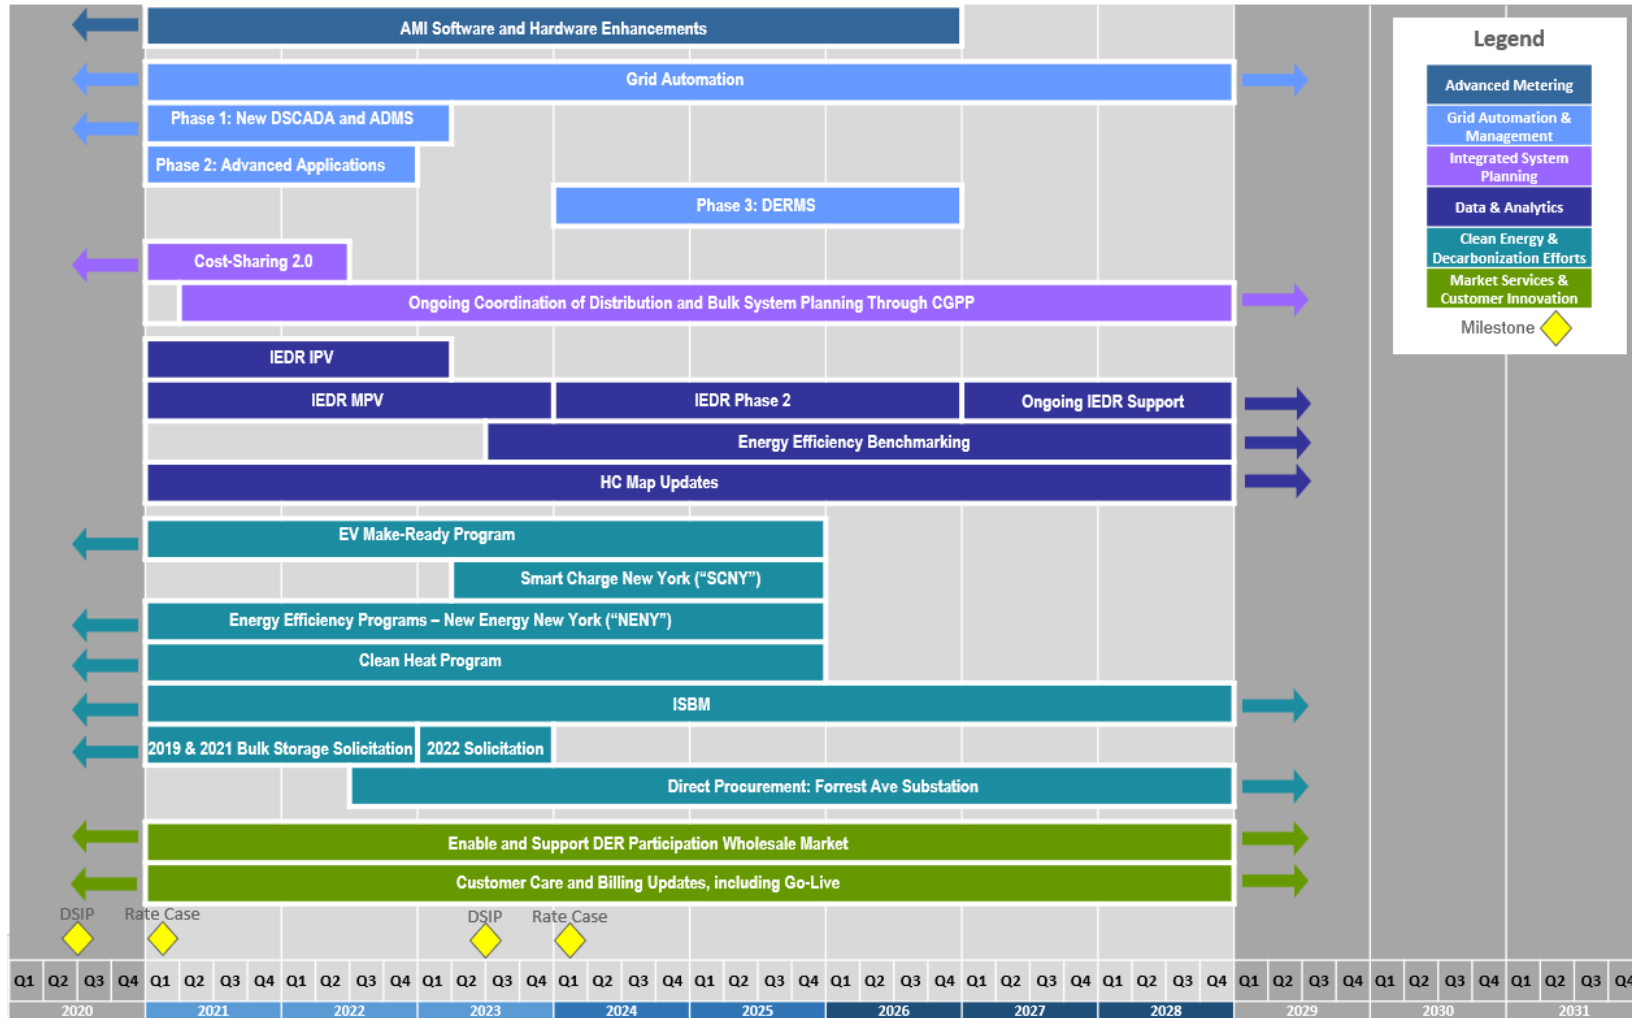 AMI Software and Hardware Enhancements
Grid Automation
Phase 1: New DSCADA and ADMS
Phase 2: Advanced Applications
Phase 3: DERMS
Cost-Sharing 2.0
Ongoing Coordination of Distribution and Bulk System Planning Through CGPP
IEDR IPV
IEDR MPV
IEDR Phase 2
Ongoing IEDR Support
Energy Efficiency Benchmarking
HC Map Updates
EV Make-Ready Program
Smart Charge New York (“SCNY”)
Energy Efficiency Programs – New Energy New York (“NENY”)
Clean Heat Program
ISBM
2019 & 2021 Bulk Storage Solicitation
2022 Solicitation
Direct Procurement: Forrest Ave Substation
Enable and Support DER Participation Wholesale Market
Customer Care and Billing Updates, including Go-Live
DSIP
Rate Case
DSIP
Rate Case
Q1 Q2 Q3 Q4 Q1 Q2 Q3 Q4 Q1 Q2 Q3 Q4 Q1 Q2 Q3 Q4 Q1 Q2 Q3 Q4 Q1 Q2 Q3 Q4 Q1 Q2 Q3 Q4 Q1 Q2 Q3 Q4 Q1 Q2 Q3 Q4 Q1 Q2 Q3 Q4 Q1 Q2 Q3 Q4 Q1 Q2 Q3 Q4
2020 2021 2022 2023 2024 2025 2026 2027 2028 2029 2030 2031
Legend
Advanced Metering
Grid Automation &
Management
Integrated System
Planning
Data & Analytics
Clean Energy &
Decarbonization Efforts
Market Services &
Customer Innovation
Milestone